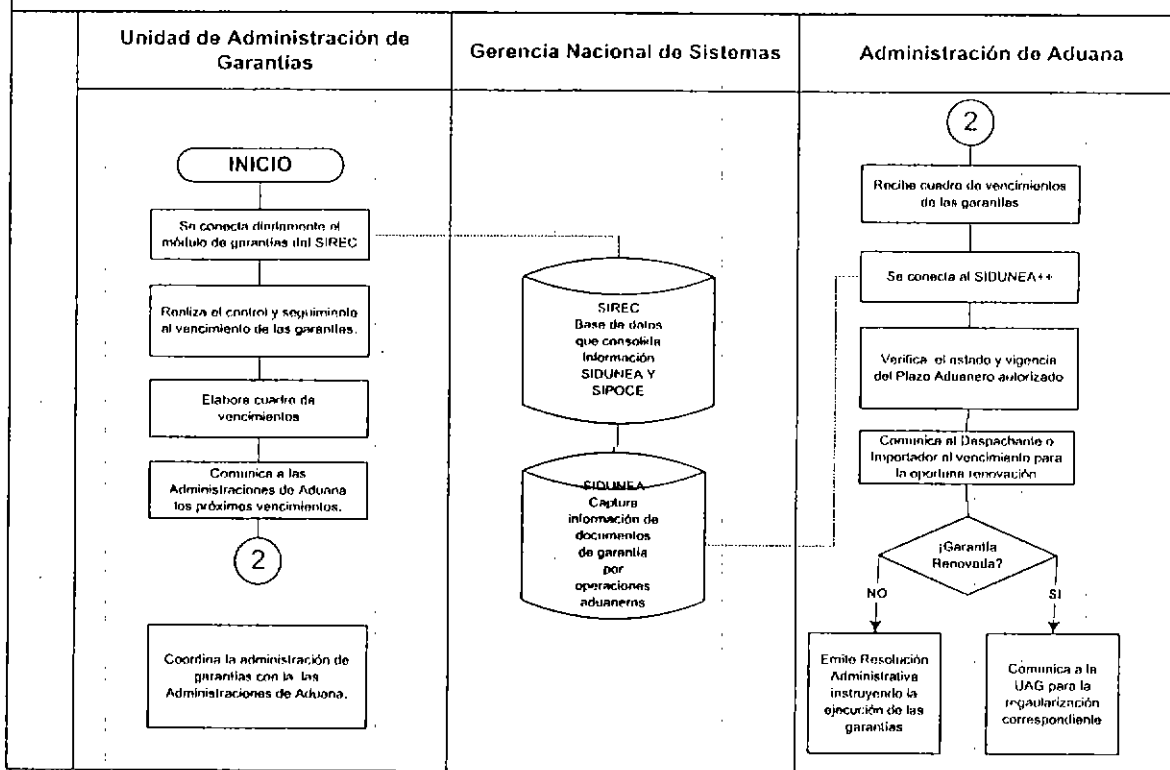 Unidad de Administración de
Garantías
Gerencia Nacional de Sistemas
Administración de Aduana
INICIO
Se conecta diariamente al
módulo de garantías del SIREC
Realiza el control y seguimiento
al vencimiento de las garantías.
Elabora cuadro de
vencimientos
Comunica a las
Administraciones de Aduana
los próximos vencimientos.
2
Coordina la administración de
garantías con la las
Administraciones de Aduana.
SIREC
Base de datos
que consolida
Información
SIDUNEA Y
SIPOCE
SIDUNEA
Captura
información de
documentos
de garantía
por
operaciones
aduaneros
2
Recibe cuadro de vencimientos
de las garantías
Se conecta al SIDUNEA++
Verifica el estado y vigencia
del Plazo Aduanero autorizado
Comunica al Despachante o
Importador el vencimiento para
la oportuna renovación
¡Garantía
Renovada?
NO
SI
Emite Resolución
Administrativa
instruyendo la
ejecución de las
garantías
Comunica a la
UAG para la
regaularización
correspondiente